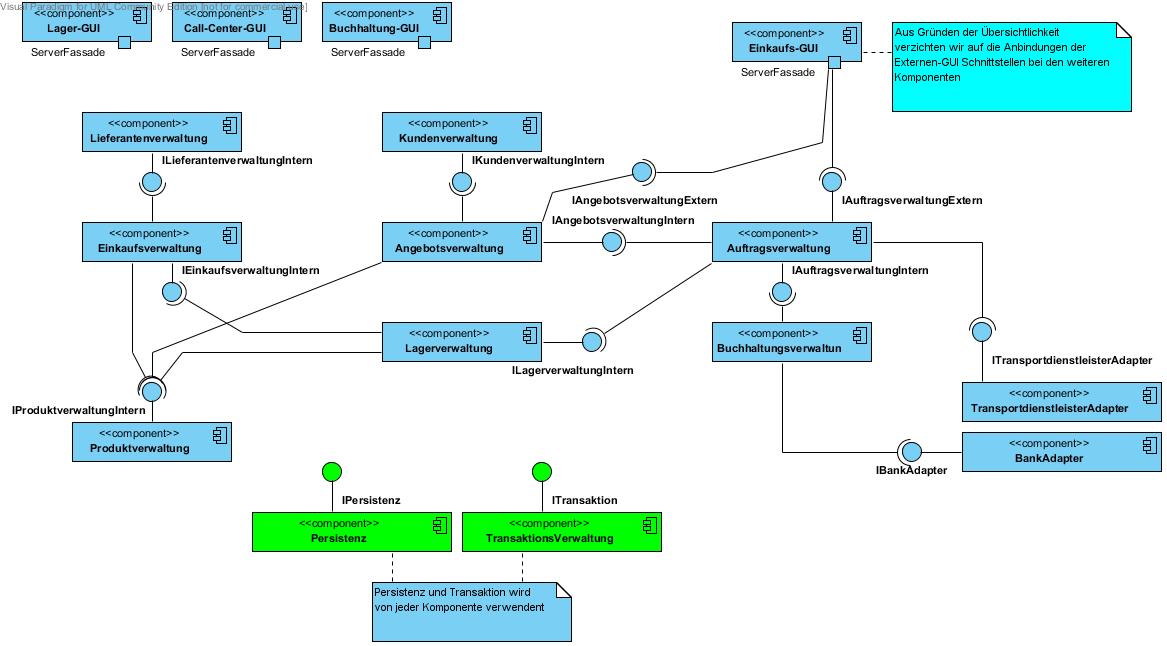 Visual Paradigm for UML Community Edition [not for commercial use]
<<component>>
Lager-GUI
ServerFassade
<<component>>
Call-Center-GUI
ServerFassade
<<component>>
Buchhaltung-GUI
ServerFassade
<<component>>
Einkaufs-GUI
ServerFassade
Aus Gründen der Übersichtlichkeit
verzichten wir auf die Anbindungen der
Externen-GUI Schnittstellen bei den weiteren
Komponenten
<<component>>
Lieferantenverwaltung
ILieferantenverwaltungIntern
<<component>>
Kundenverwaltung
IKundenverwaltungIntern
IAngebotsverwaltungExtern
IAuftragsverwaltungExtern
<<component>>
Einkaufsverwaltung
IEinkaufsverwaltungIntern
<<component>>
Angebotsverwaltung
IAngebotsverwaltungIntern
<<component>>
Auftragsverwaltung
IAuftragsverwaltungIntern
<<component>>
Lagerverwaltung
ILagerverwaltungIntern
<<component>>
Buchhaltungsverwaltun
ITransportdienstleisterAdapter
<<component>>
TransportdienstleisterAdapter
IProduktverwaltungIntern
<<component>>
Produktverwaltung
<<component>>
BankAdapter
IBankAdapter
IPersistenz
<<component>>
Persistenz
ITransaktion
<<component>>
TransaktionsVerwaltung
Persistenz und Transaktion wird
von jeder Komponente verwendent